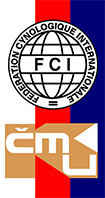 FEDERATION CYNOLOGIQUE INTERNATIONALE
FCI
čmKu